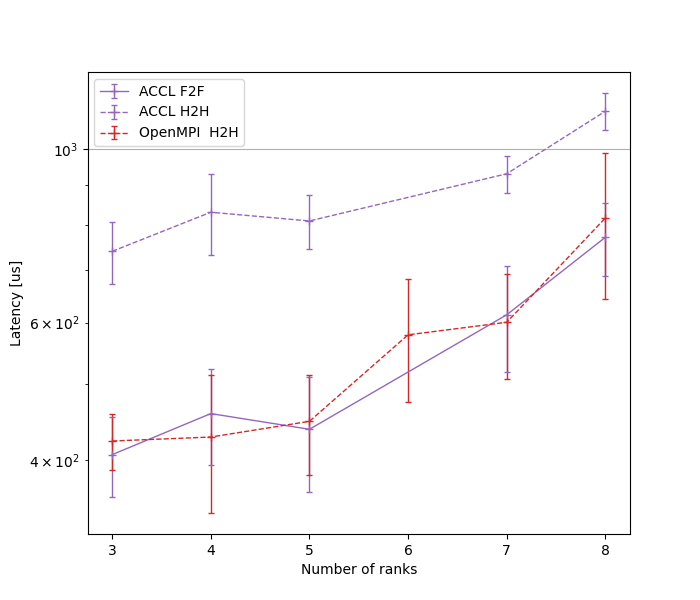 ACCL F2F
ACCL H2H
OpenMPI  H2H
10³
6 × 10²
4 × 10²
Latency [us]
3 4 5 6 7 8
Number of ranks